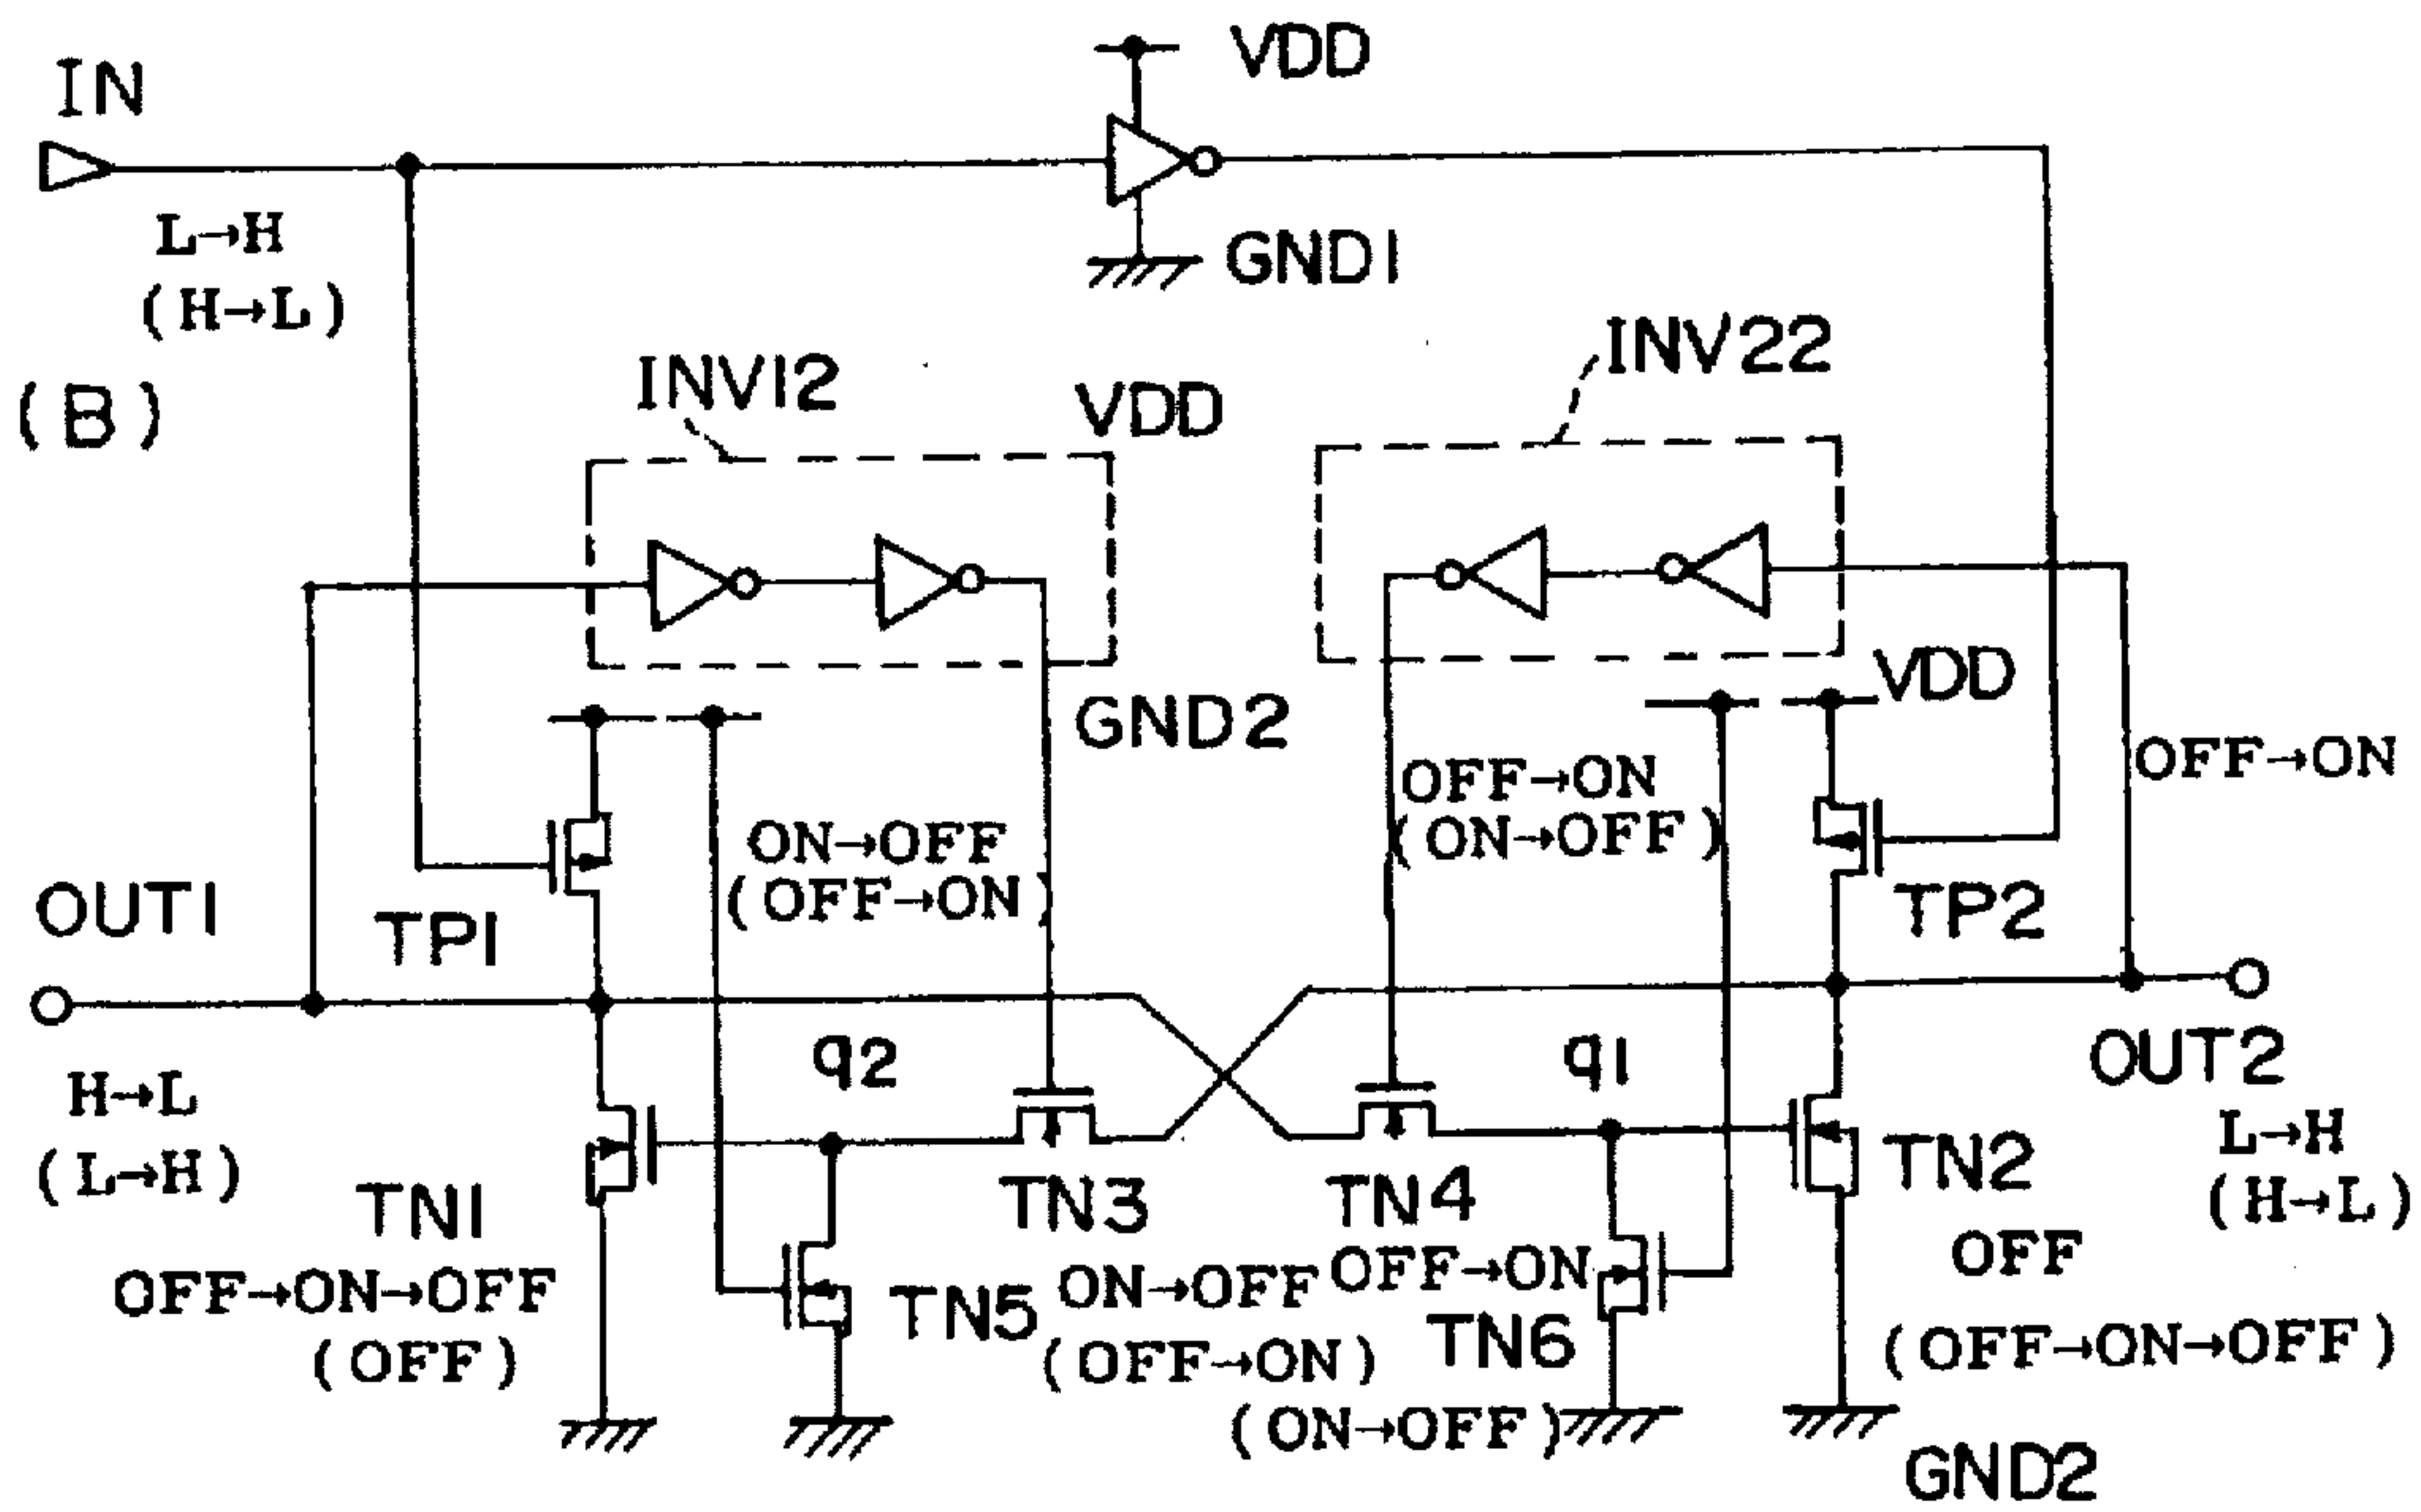 VDD
IN
L→H
(H→L)
GND1
INV12
VDD
INV22
(B)
VDD
GND2
OFF→ON
(ON→OFF)
OFF→ON
ON→OFF
(OFF→ON)
OUT1
TP1
TP2
q2
q1
OUT2
H→L
(L→H)
TN1
TN3
TN4
TN2
L→H
(H→L)
OFF→ON→OFF
(OFF)
TN5
ON→OFF
(OFF→ON)
OFF→ON
TN6
(ON→OFF)
OFF
(OFF→ON→OFF)
GND2